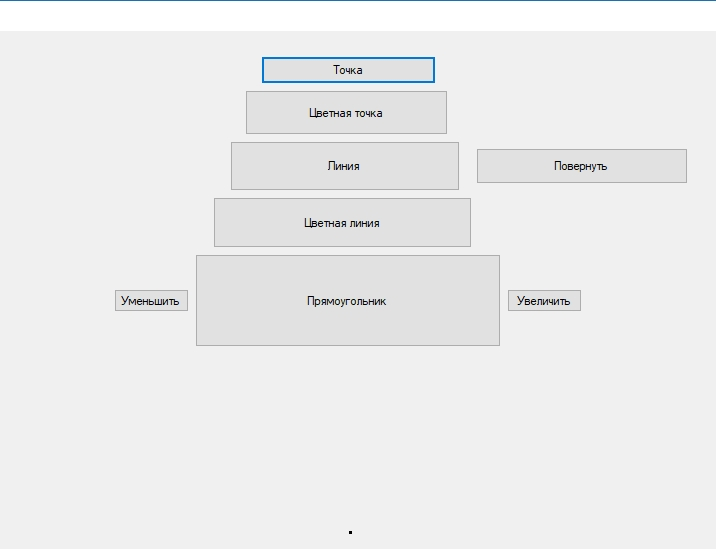 Точка
Цветная точка
Линия
Повернуть
Цветная линия
Уменьшить
Прямоугольник
Увеличить